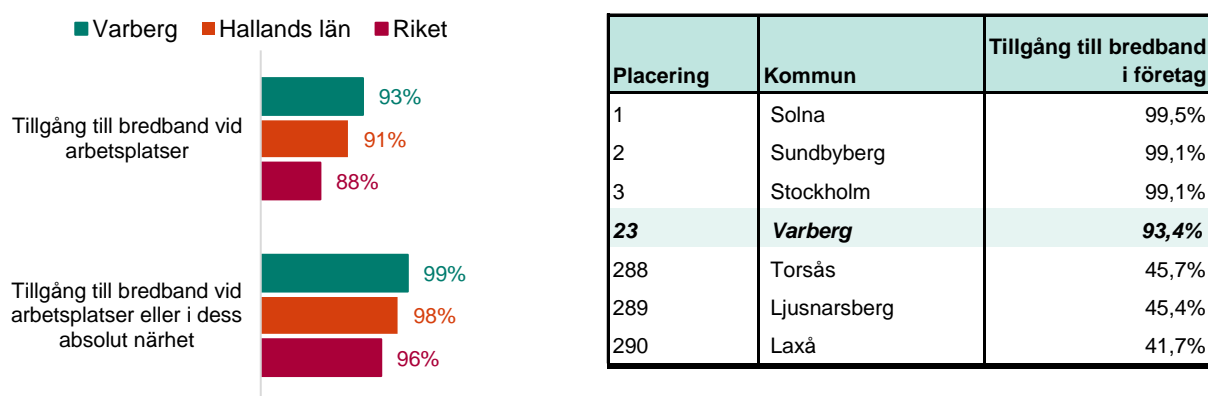 Varberg Hallands län Riket
Tillgång till bredband vid
arbetsplatser
93%
91%
88%
Tillgång till bredband vid
arbetsplatser eller i dess
absolut närhet
99%
98%
96%
Placering Kommun Tillgång till bredband
i företag
1 Solna 99,5%
2 Sundbyberg 99,1%
3 Stockholm 99,1%
23 Varberg 93,4%
288 Torsås 45,7%
289 Ljusnarsberg 45,4%
290 Laxå 41,7%